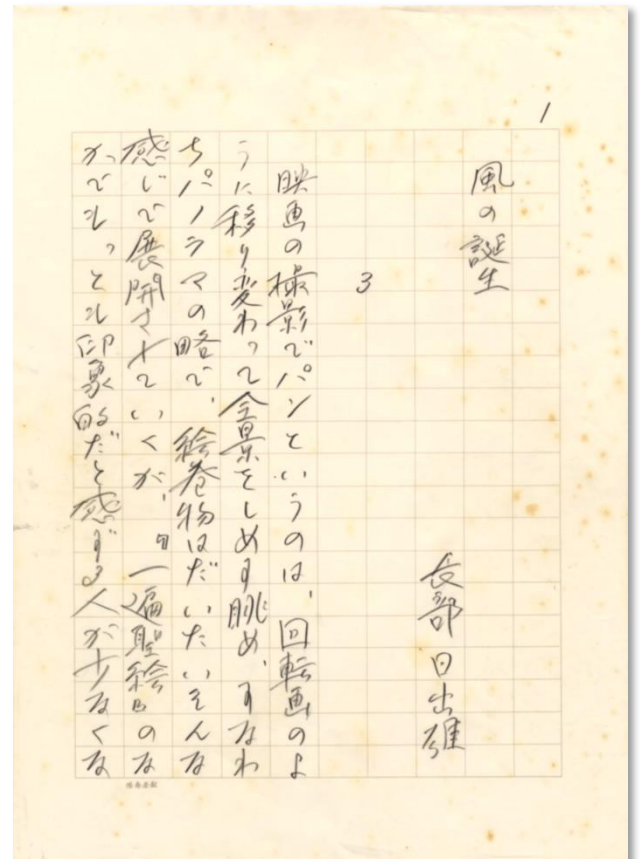 1
風の誕生
長部日出雄
3
映画の撮影でパンというのは、回転画のよ
うに移り変わって全景をしめす眺め、すなわ
ちパノラマの略で、絵巻物はだいたいそんな
感じで展開されていくが、『一遍聖絵』のな
かでもっとも印象的だと感ずる人が少なくな